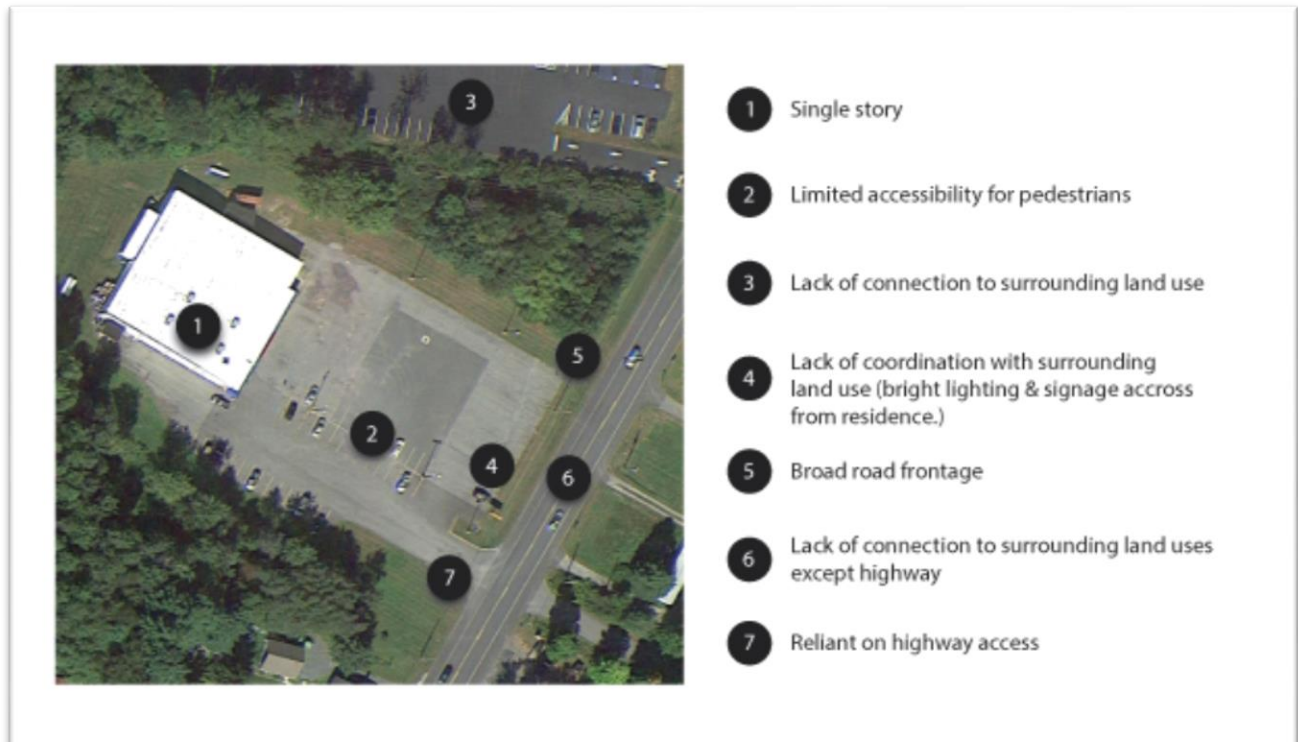 3
1
5
2
4
6
7
1 Single story
2 Limited accessibility for pedestrians
3 Lack of connection to surrounding land use
4 Lack of coordination with surrounding
land use (bright lighting & signage accross
from residence.)
5 Broad road frontage
6 Lack of connection to surrounding land uses
except highway
7 Reliant on highway access